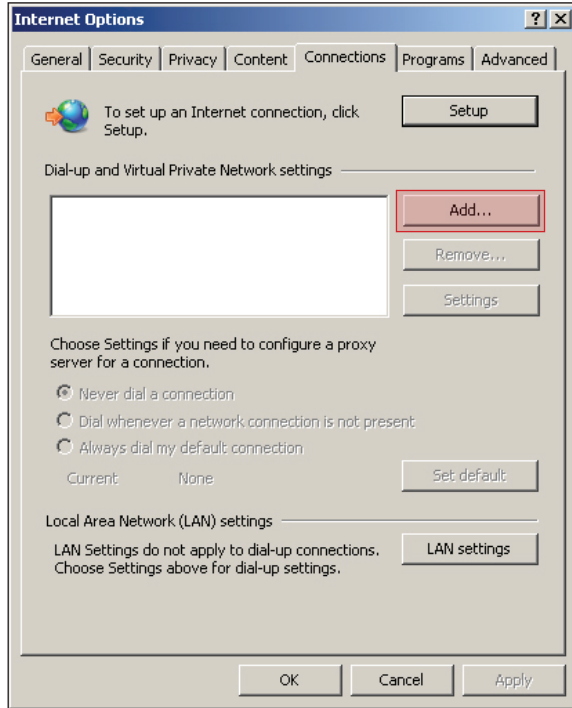 Internet Options
General Security Privacy Content Connections Programs Advanced
To set up an Internet connection, click
Setup.
Setup
Dial-up and Virtual Private Network settings
Add...
Remove...
Settings
Choose Settings if you need to configure a proxy
server for a connection.
Never dial a connection
Dial whenever a network connection is not present
Always dial my default connection
Current None
Set default
Local Area Network (LAN) settings
LAN Settings do not apply to dial-up connections.
Choose Settings above for dial-up settings.
LAN settings
OK Cancel Apply